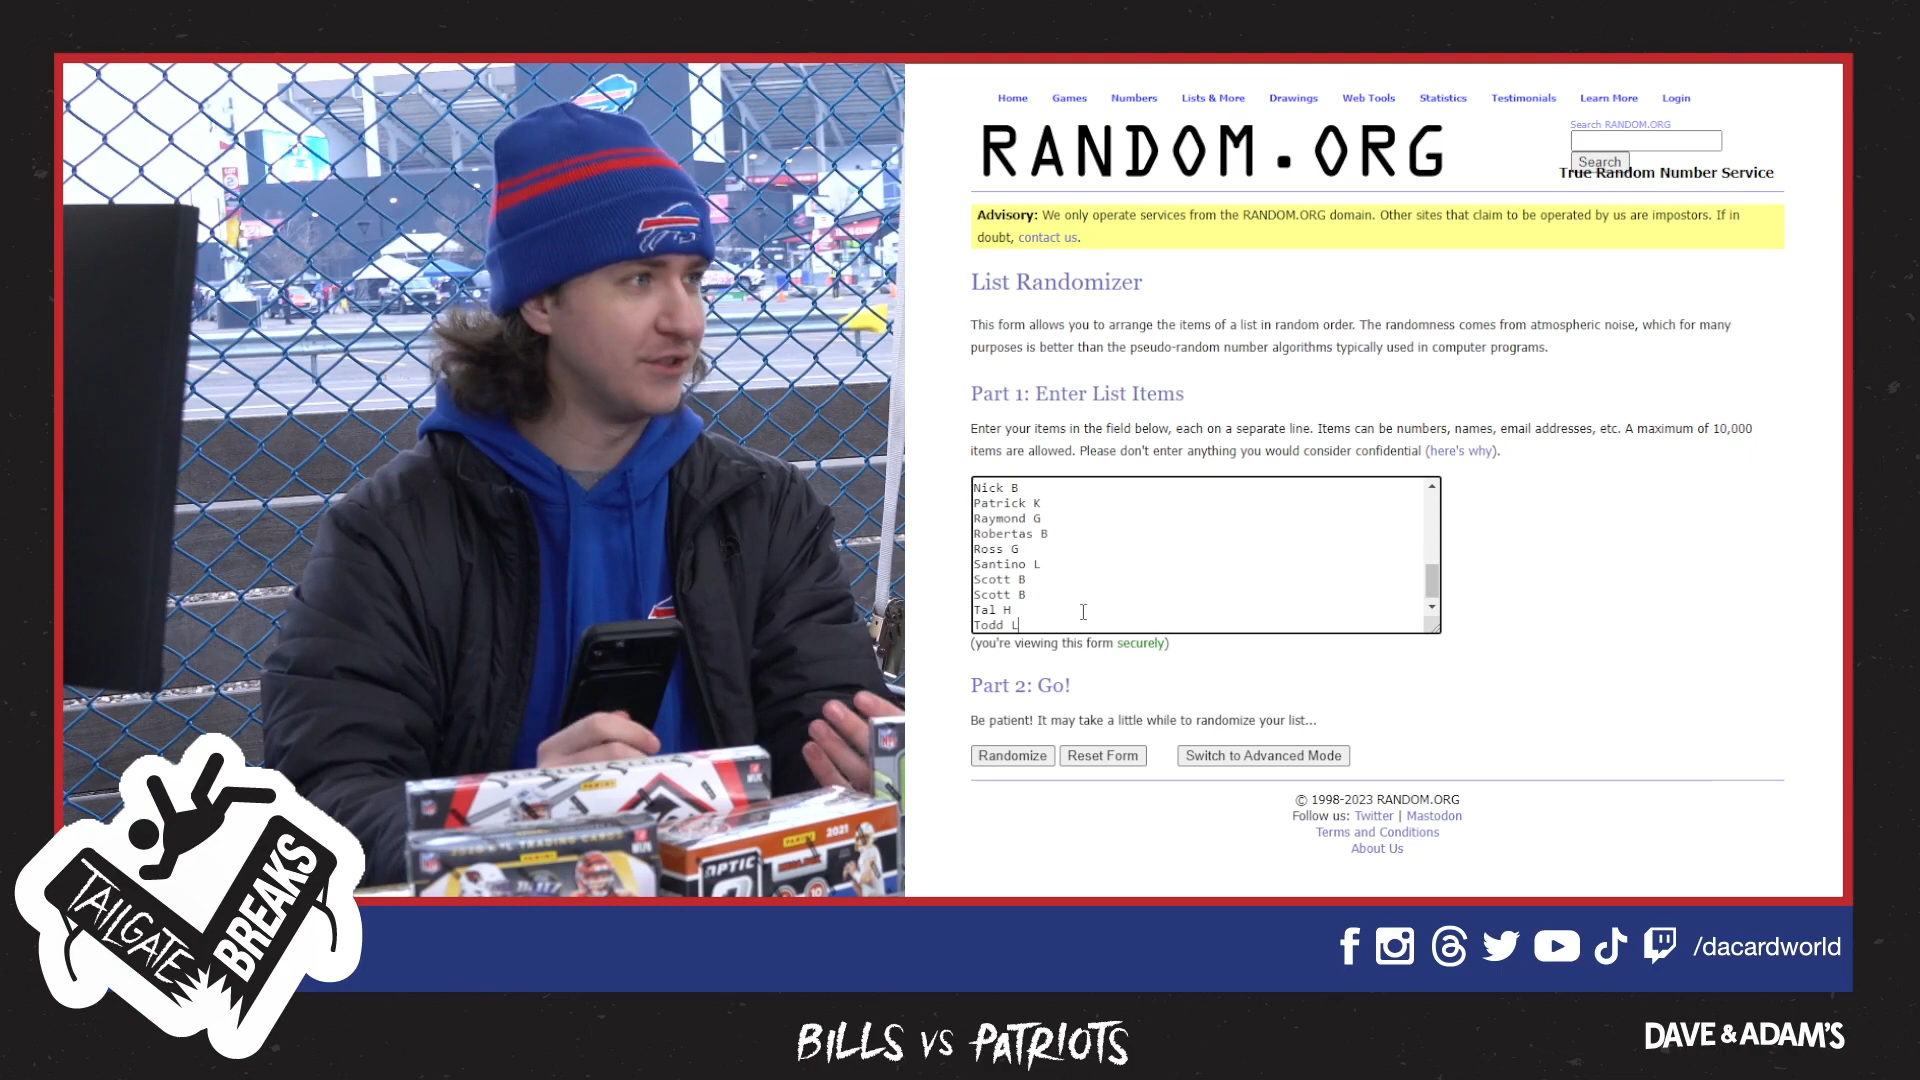 Home Games Numbers Lists & More Drawings Web Tools Statistics Testimonials Learn More Login
RANDOM.ORG
Search RANDOM.ORG
Search
True Random Number Service
Advisory: We only operate services from the RANDOM.ORG domain. Other sites that claim to be operated by us are impostors. If in
doubt, contact us.
List Randomizer
This form allows you to arrange the items of a list in random order. The randomness comes from atmospheric noise, which for many
purposes is better than the pseudo-random number algorithms typically used in computer programs.
Part 1: Enter List Items
Enter your items in the field below, each on a separate line. Items can be numbers, names, email addresses, etc. A maximum of 10,000
items are allowed. Please don't enter anything you would consider confidential (here's why).
Nick B
Patrick K
Raymond G
Robertas B
Ross G
Santino L
Scott B
Scott B
Tal H
Todd L
(you're viewing this form securely)
Part 2: Go!
Be patient! It may take a little while to randomize your list...
Randomize Reset Form Switch to Advanced Mode
© 1998-2023 RANDOM.ORG
Follow us: Twitter | Mastodon
Terms and Conditions
About Us
PANINI
2021
PANINI
OPTIC
TAILGATE
BREAKS
/dacardworld
BILLS VS PATRIOTS
DAVE & ADAM'S